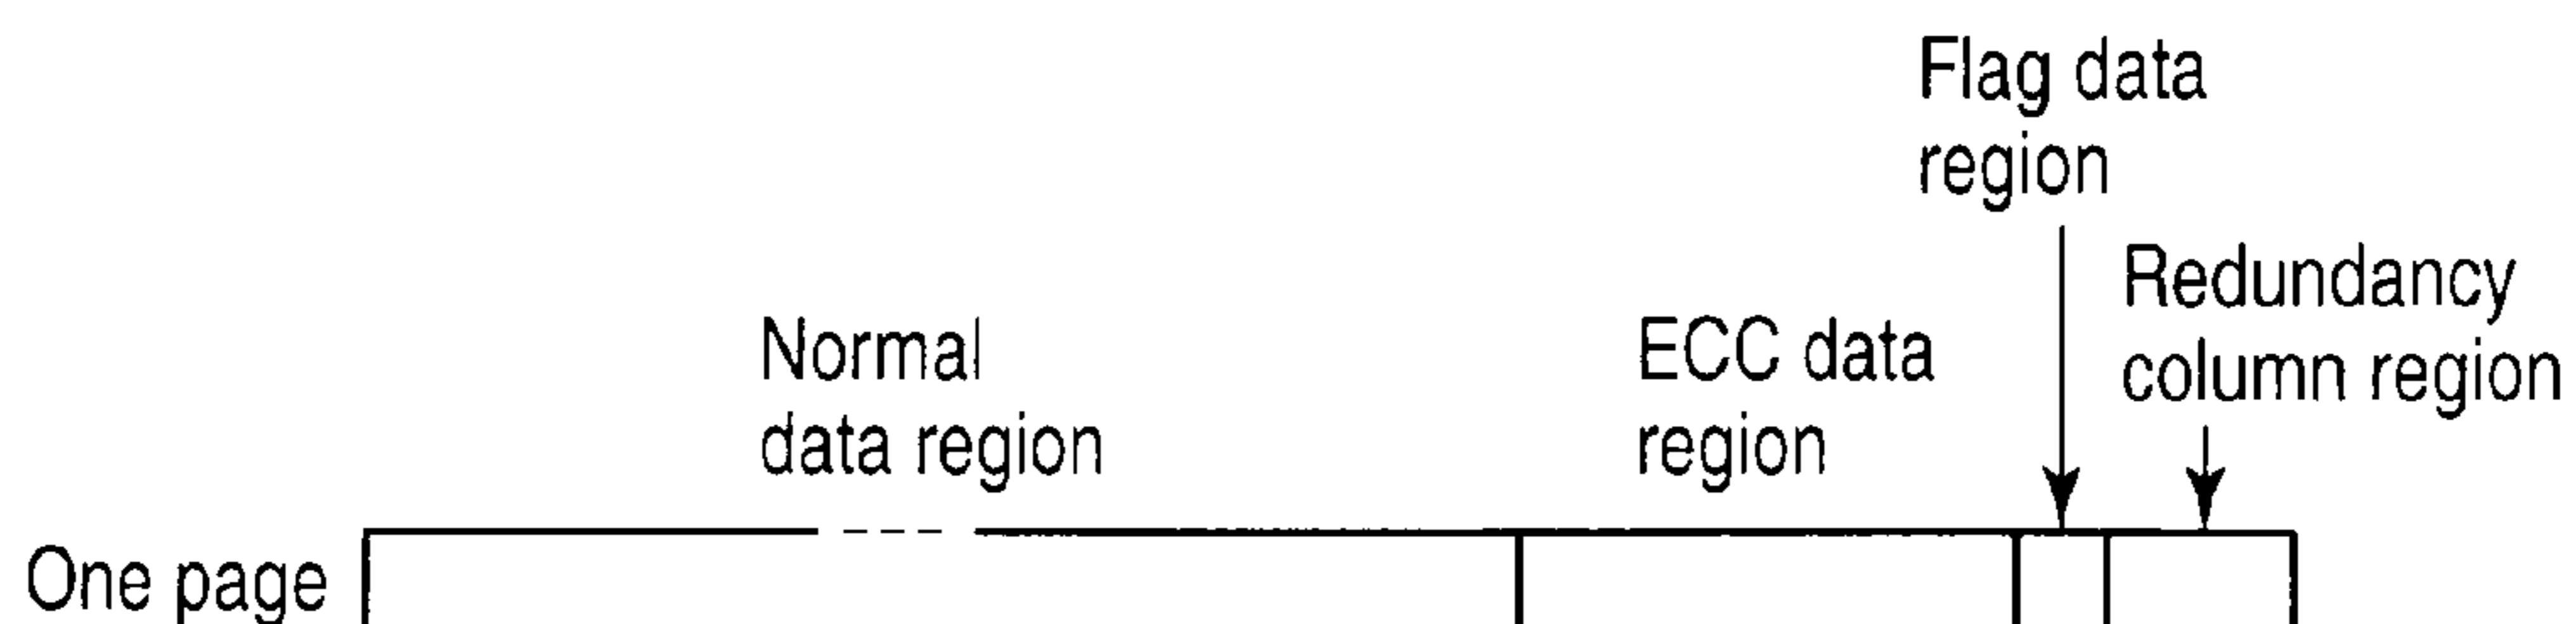 Flag data
region
Redundancy
column region
Normal
data region
ECC data
region
One page